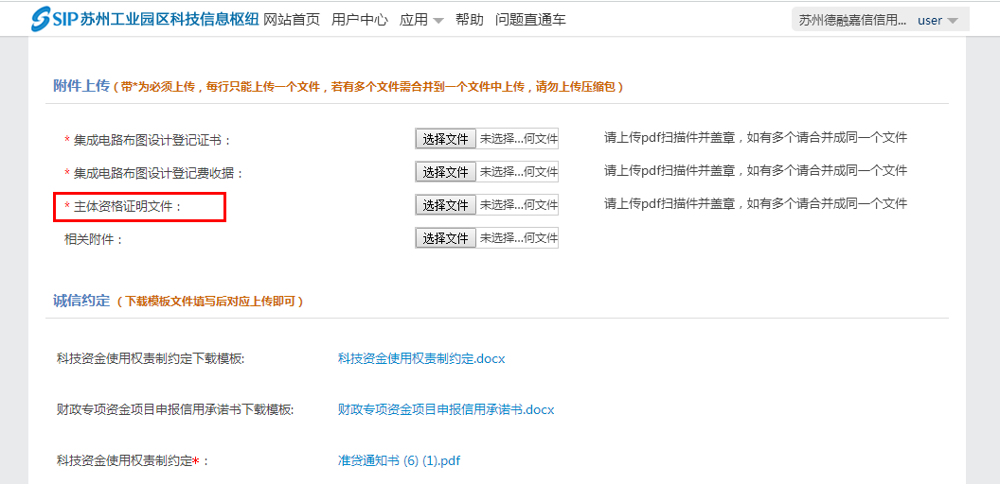 SIP 苏州工业园区科技信息枢纽 网站首页 用户中心 应用 帮助 问题直通车 苏州德融嘉信信用... user
附件上传（带*为必须上传，每行只能上传一个文件，若有多个文件需合并到一个文件中上传，请勿上传压缩包）
* 集成电路布图设计登记证书： 选择文件 未选择...何文件 请上传pdf扫描件并盖章，如有多个请合并成同一个文件
* 集成电路布图设计登记费收据： 选择文件 未选择...何文件 请上传pdf扫描件并盖章，如有多个请合并成同一个文件
* 主体资格证明文件： 选择文件 未选择...何文件 请上传pdf扫描件并盖章，如有多个请合并成同一个文件
相关附件： 选择文件 未选择...何文件
诚信约定（下载模板文件填写后对应上传即可）
科技资金使用权责制约定下载模板: 科技资金使用权责制约定.docx
财政专项资金项目申报信用承诺书下载模板: 财政专项资金项目申报信用承诺书.docx
科技资金使用权责制约定*： 准贷通知书 (6) (1).pdf